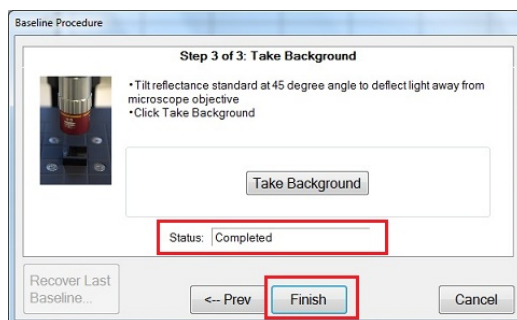 Baseline Procedure
Step 3 of 3: Take Background
•Tilt reflectance standard at 45 degree angle to deflect light away from
microscope objective
•Click Take Background
Take Background
Status: Completed
Recover Last
Baseline...
<-- Prev
Finish
Cancel